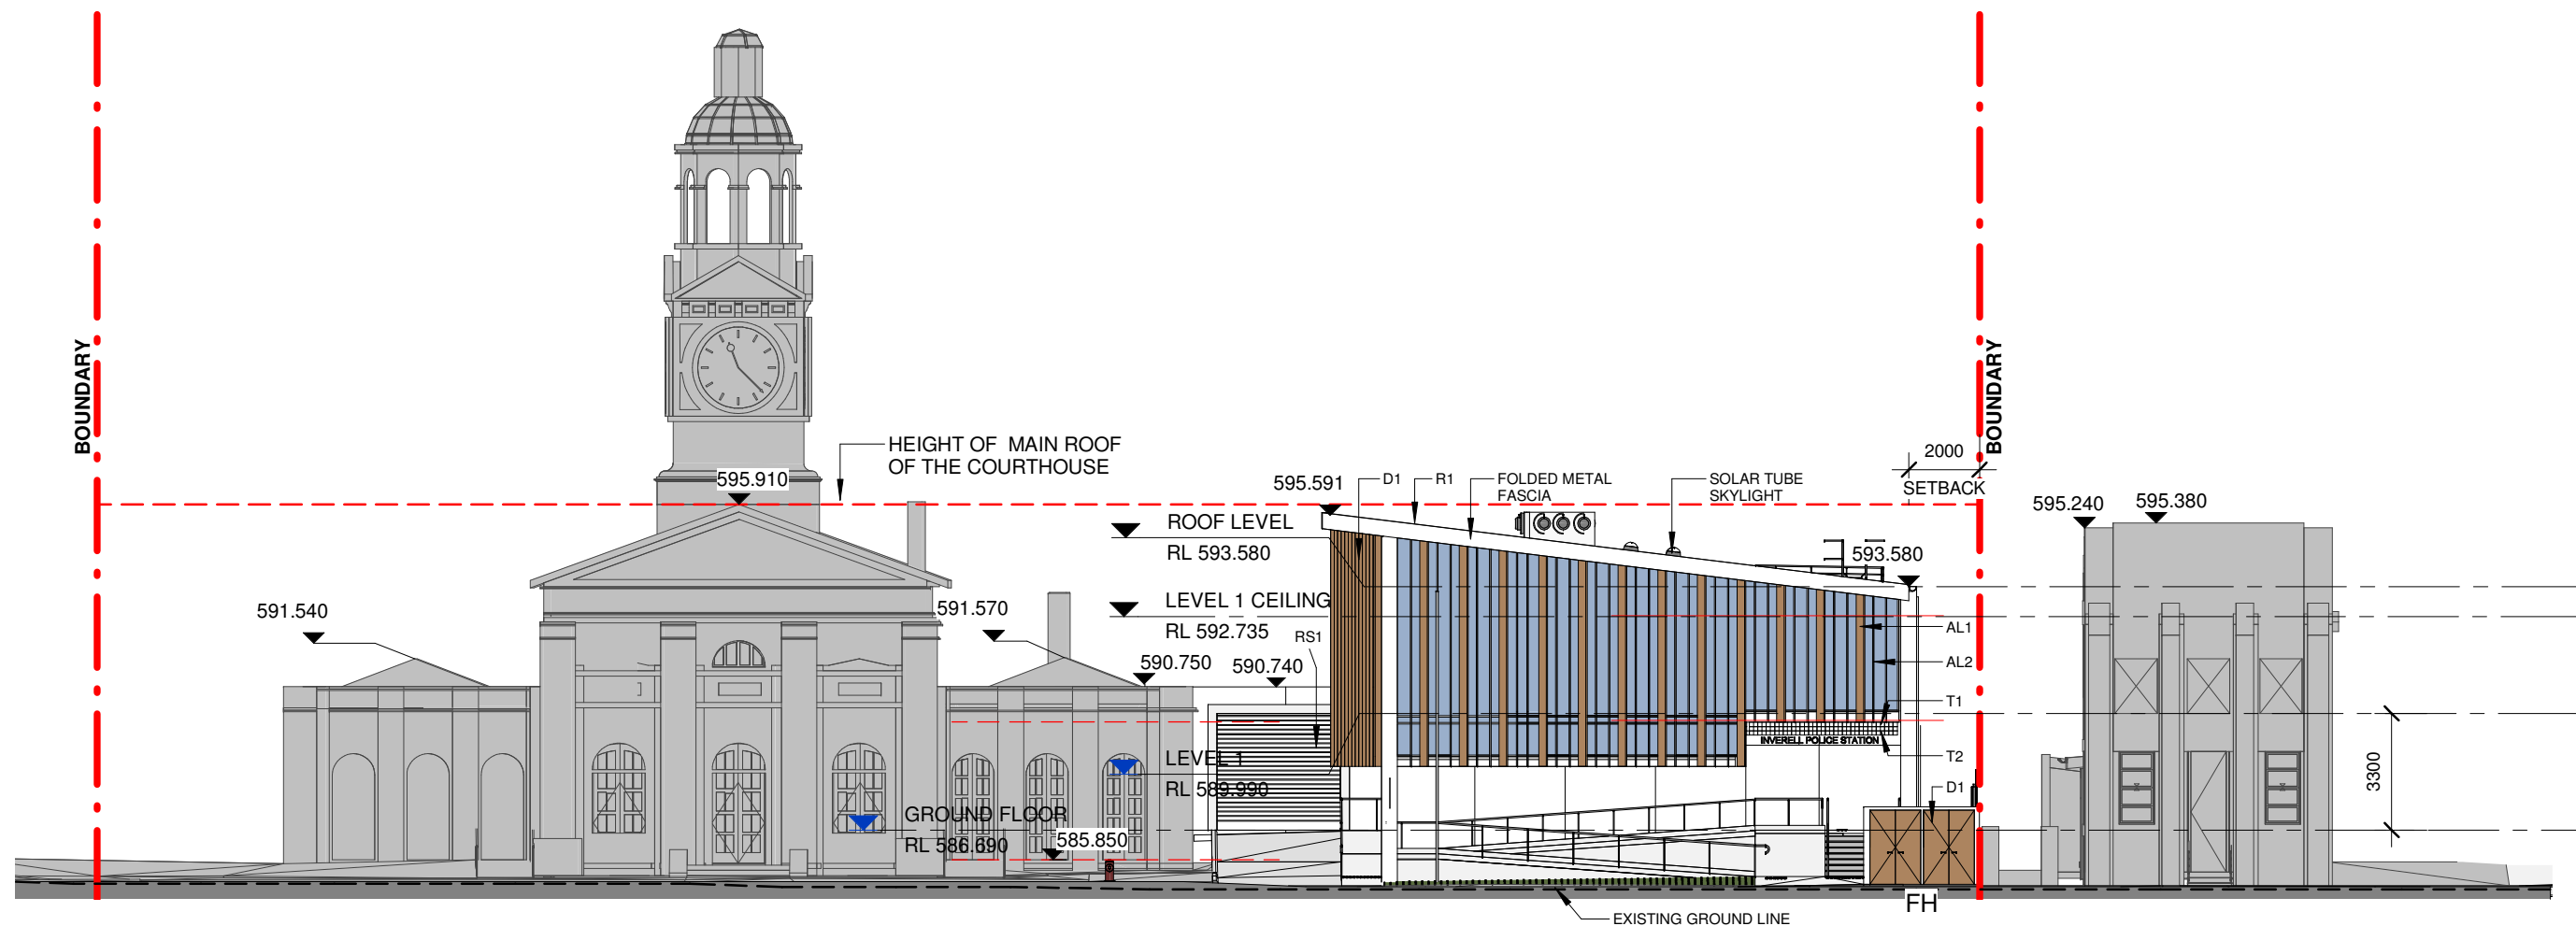 BOUNDARY
HEIGHT OF MAIN ROOF
OF THE COURTHOUSE
595.910
591.540
591.570
ROOF LEVEL
RL 593.580
LEVEL 1 CEILING
RL 592.735
RS1
590.750
590.740
LEVEL 1
RL 589.990
GROUND FLOOR
RL 586.690
585.850
595.591
D1
R1
FOLDED METAL
FASCIA
SOLAR TUBE
SKYLIGHT
2000
SETBACK
BOUNDARY
593.580
595.240
595.380
AL1
AL2
T1
INVERELL POLICE STATION
T2
D1
3300
FH
EXISTING GROUND LINE